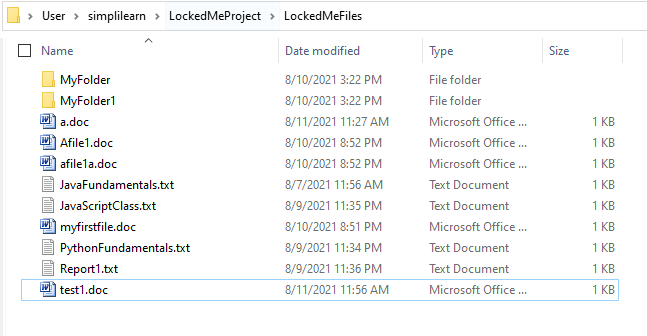 User > simplilearn > LockedMeProject > LockedMeFiles
Name Date modified Type Size
MyFolder 8/10/2021 3:22 PM File folder
MyFolder1 8/10/2021 3:22 PM File folder
a.doc 8/11/2021 11:27 AM Microsoft Office ... 1 KB
Afile1.doc 8/10/2021 8:52 PM Microsoft Office ... 1 KB
afile1a.doc 8/10/2021 8:52 PM Microsoft Office ... 1 KB
JavaFundamentals.txt 8/7/2021 11:56 AM Text Document 1 KB
JavaScriptClass.txt 8/9/2021 11:35 PM Text Document 1 KB
myfirstfile.doc 8/10/2021 8:51 PM Microsoft Office ... 1 KB
PythonFundamentals.txt 8/9/2021 11:34 PM Text Document 1 KB
Report1.txt 8/9/2021 11:36 PM Text Document 1 KB
test1.doc 8/11/2021 11:56 AM Microsoft Office ... 1 KB